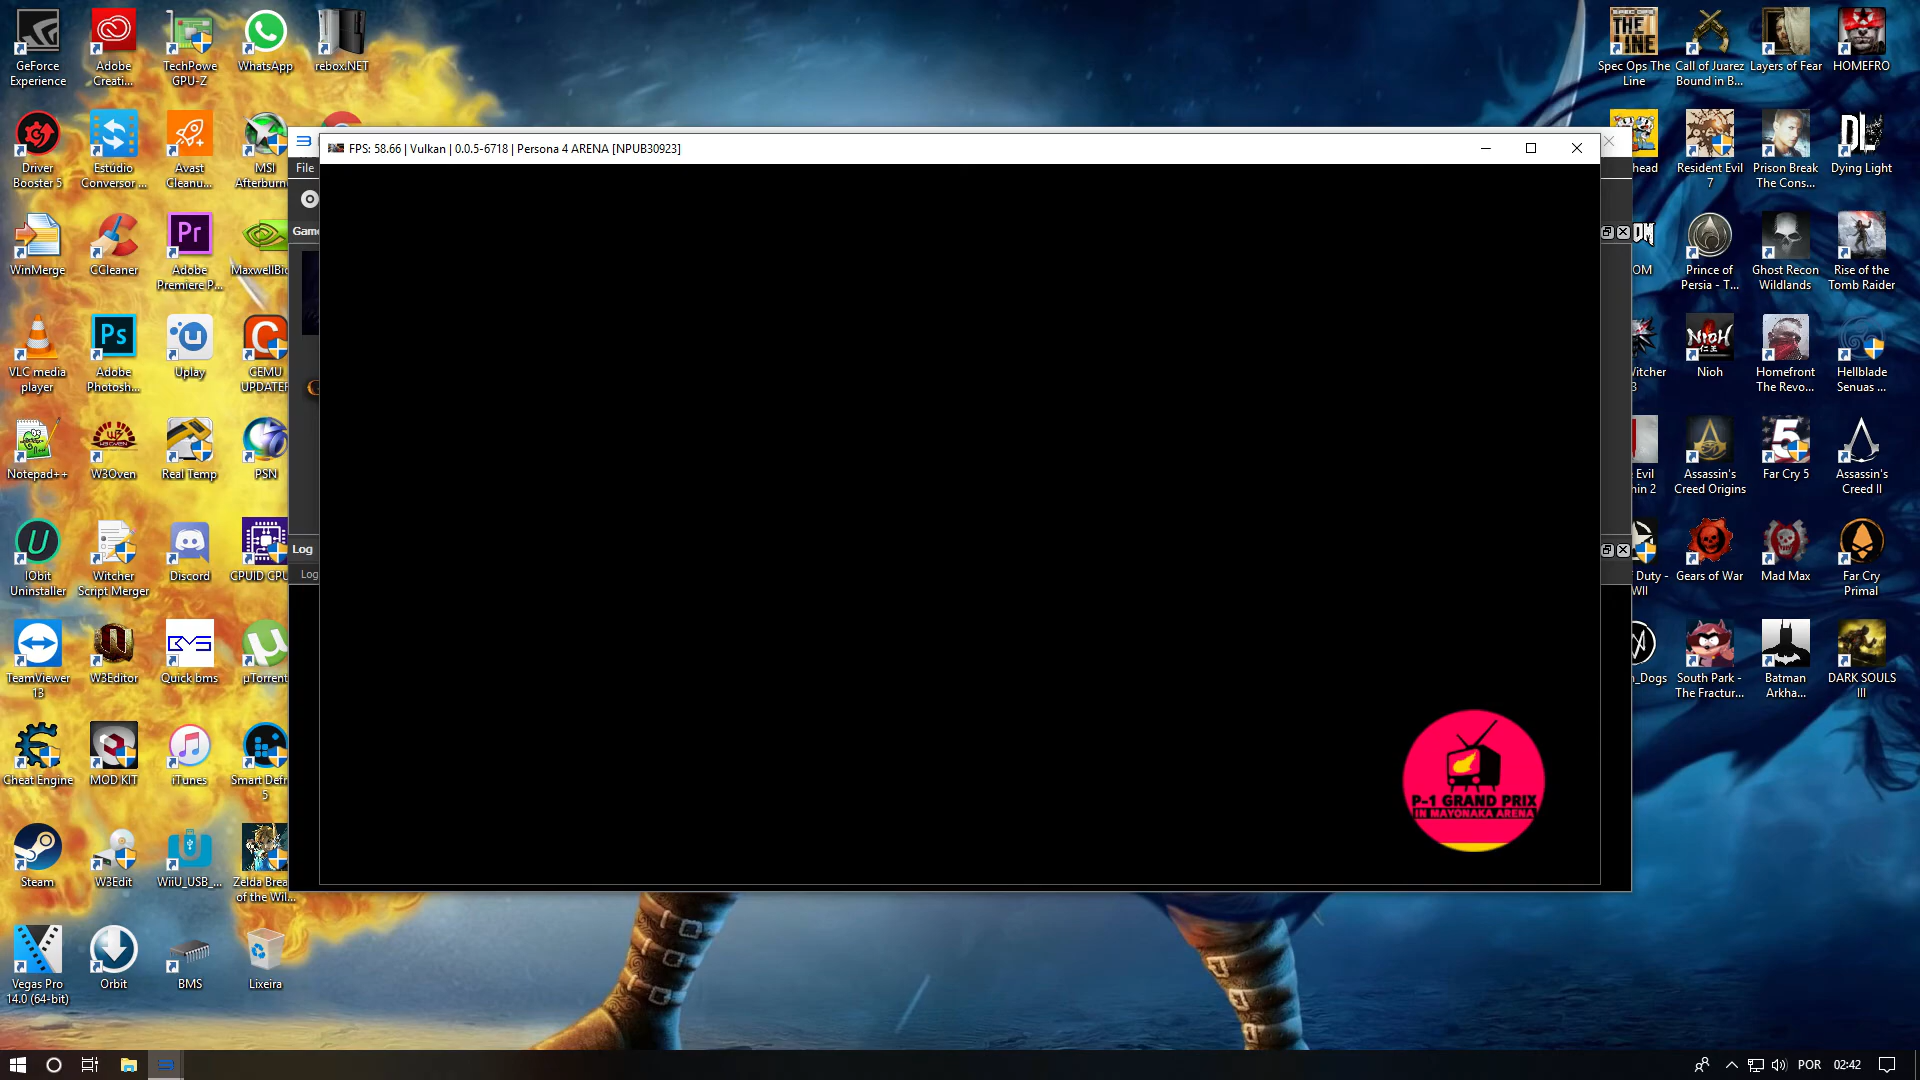 GeForce Experience
Adobe Creati...
TechPowe GPU-Z
WhatsApp
rebox.NET
Spec Ops The Line
Call of Juarez Bound in B...
Layers of Fear
HOMEFRO
Driver Booster 5
Estudio Conversor ...
Avast Cleanu...
MSI Afterburn
FPS: 58.66 | Vulkan | 0.0.5-6718 | Persona 4 ARENA [NPUB30923]
File
head
Resident Evil 7
Prison Break The Cons...
Dying Light
WinMerge
CCleaner
Adobe Premiere P...
MaxwellBio
Game
OM
Prince of Persia - T...
Ghost Recon Wildlands
Rise of the Tomb Raider
VLC media player
Adobe Photosh...
Uplay
CEMU UPDATER
Witcher 3
Nioh
Homefront The Revo...
Hellblade Senuas ...
Notepad++
W3Oven
Real Temp
PSN
Evil
hin 2
Assassin's Creed Origins
Far Cry 5
Assassin's Creed II
IObit Uninstaller
Witcher Script Merger
Discord
CPUID CPU
Log
Log
Duty - WII
Gears of War
Mad Max
Far Cry Primal
TeamViewer 13
W3Editor
Quick bms
µTorrent
_Dogs
South Park - The Fractur...
Batman Arkha...
DARK SOULS III
Cheat Engine
MOD KIT
iTunes
Smart Defr 5
P-1 GRAND PRIX
IN MAYONAKA ARENA
Steam
W3Edit
WiiU_USB_...
Zelda Brea of the Wil...
Vegas Pro 14.0 (64-bit)
Orbit
BMS
Lixeira
POR
02:42